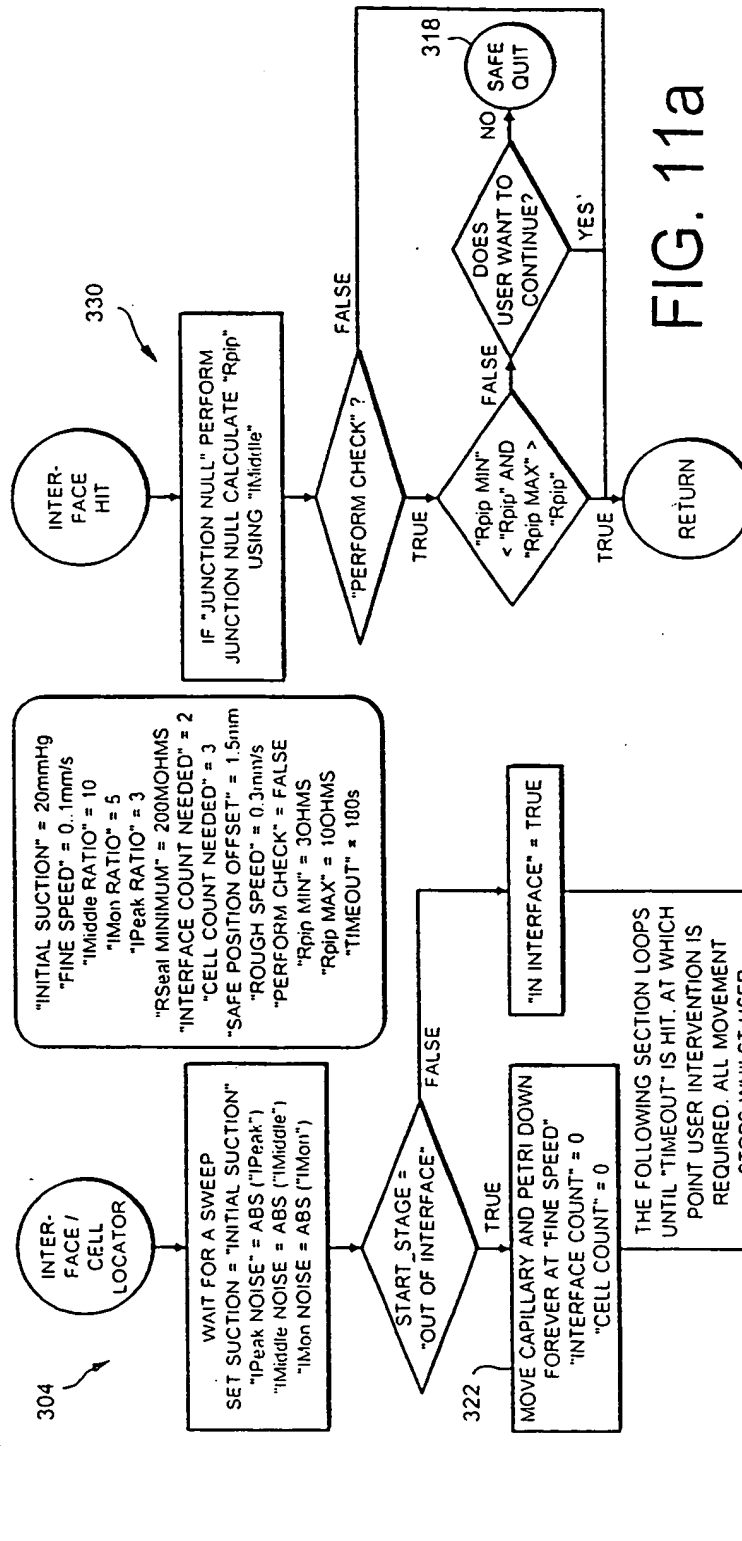 304
INTER-
FACE /
CELL
LOCATOR
WAIT FOR A SWEEP
SET SUCTION = "INITIAL SUCTION"
"IPeak NOISE" = ABS ("IPeak")
"IMiddle NOISE = ABS ("IMiddle")
"IMon NOISE = ABS ("IMon")
START_STAGE =
"OUT OF INTERFACE"
FALSE
TRUE
322
MOVE CAPILLARY AND PETRI DOWN
FOREVER AT "FINE SPEED"
"INTERFACE COUNT" = 0
"CELL COUNT" = 0
"IN INTERFACE" = TRUE
THE FOLLOWING SECTION LOOPS
UNTIL "TIMEOUT" IS HIT. AT WHICH
POINT USER INTERVENTION IS
REQUIRED. ALL MOVEMENT
STOPS WHILST USER
"INITIAL SUCTION" = 20mmHg
"FINE SPEED" = 0.1mm/s
"IMiddle RATIO" = 10
"IMon RATIO" = 5
"IPeak RATIO" = 3
"RSeal MINIMUM" = 200MOHMS
"INTERFACE COUNT NEEDED" = 2
"CELL COUNT NEEDED" = 3
"SAFE POSITION OFFSET" = 1.5mm
"ROUGH SPEED" = 0.3mm/s
"PERFORM CHECK" = FALSE
"Rpip MIN" = 3OHMS
"Rpip MAX" = 10OHMS
"TIMEOUT" = 180s
330
INTER-
FACE
HIT
IF "JUNCTION NULL" PERFORM
JUNCTION NULL CALCULATE "Rpip"
USING "IMiddle"
"PERFORM CHECK" ?
FALSE
TRUE
"Rpip MIN"
< "Rpip" AND
"Rpip MAX" >
"Rpip"
FALSE
TRUE
DOES
USER WANT TO
CONTINUE?
NO
YES'
SAFE
QUIT
318
RETURN
FIG. 11a